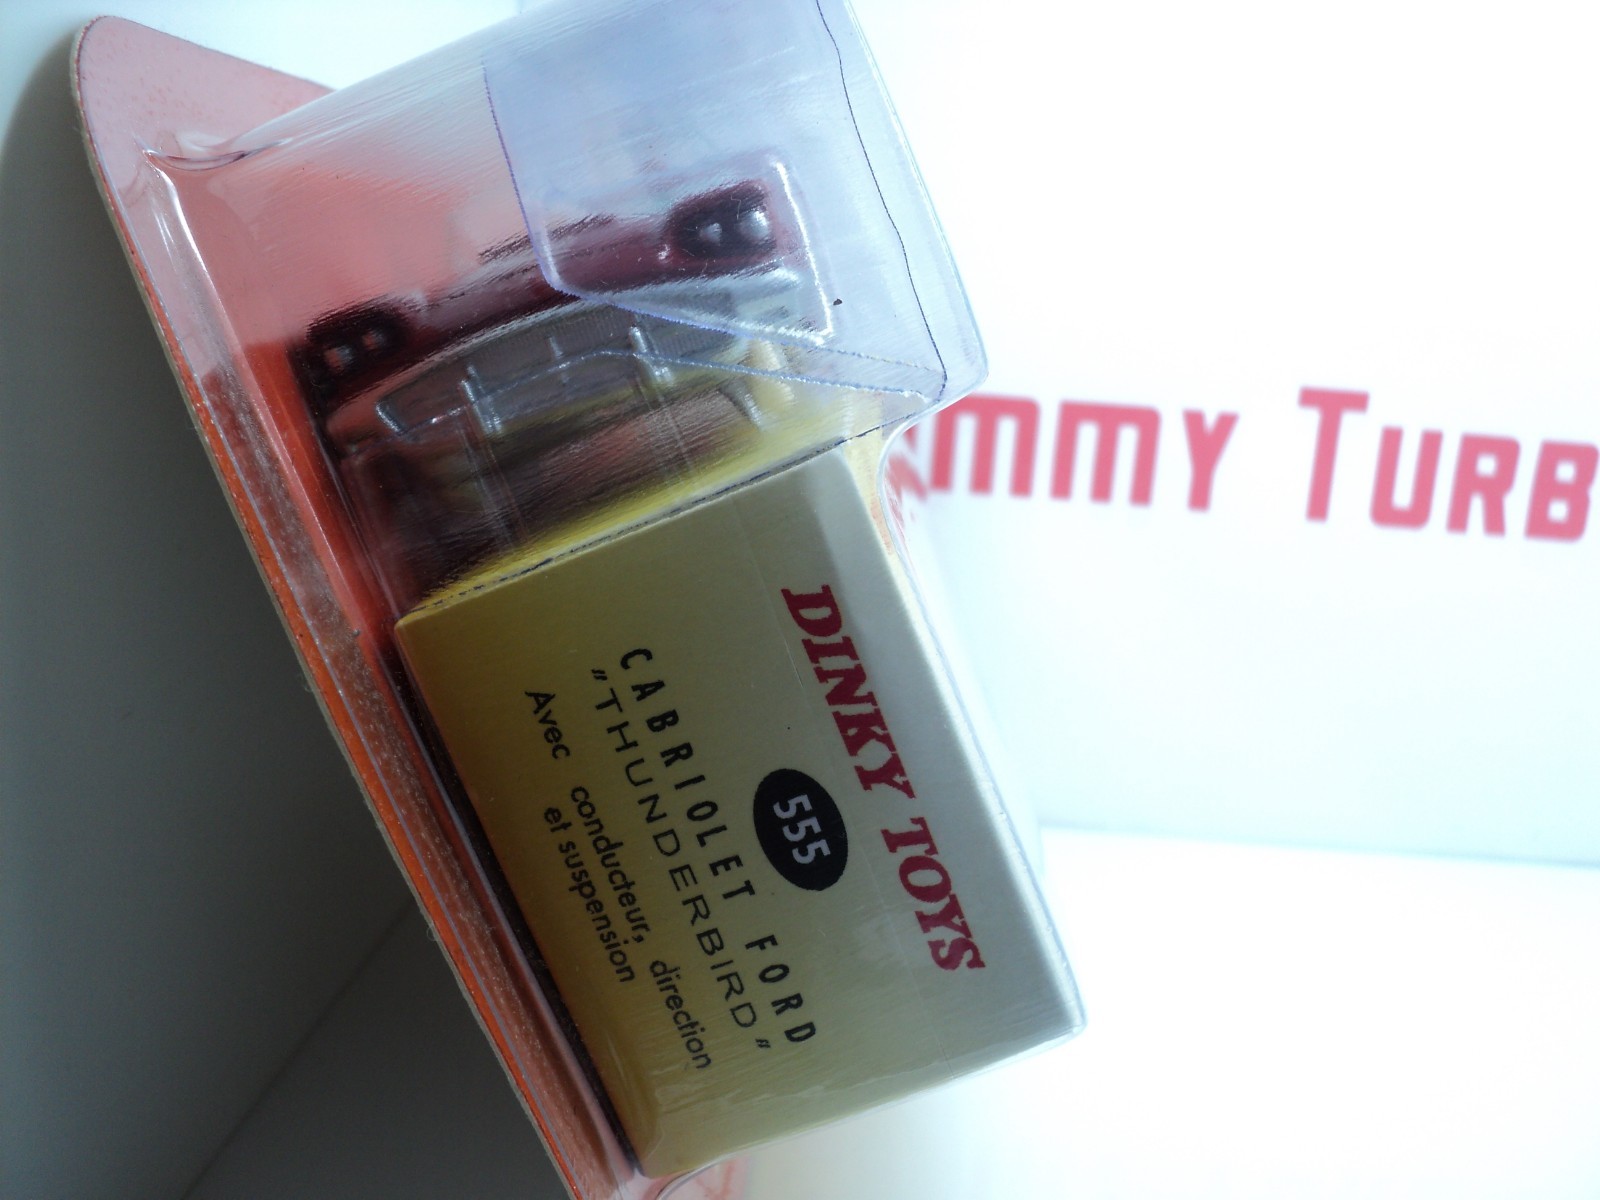 DINKY TOYS
555
CABRIOLET FORD
"THUNDERBIRD"
Avec conducteur, direction
et suspension
MMY TURB